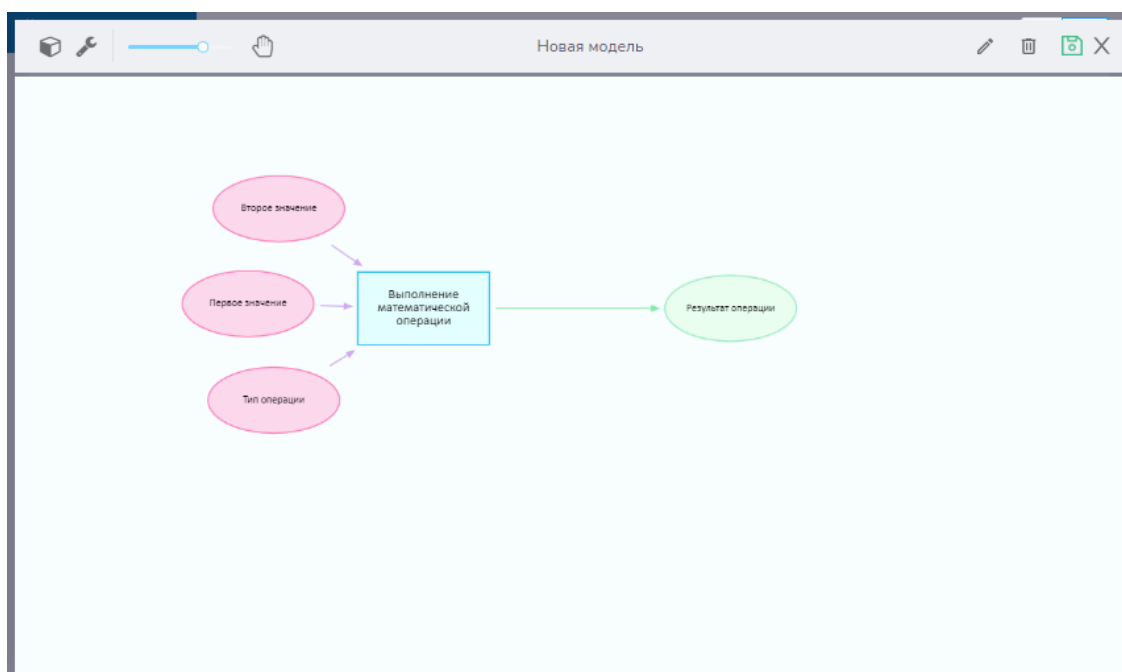 Новая модель
Второе значение
Первое значение
Выполнение
математической
операции
Результат операции
Тип операции